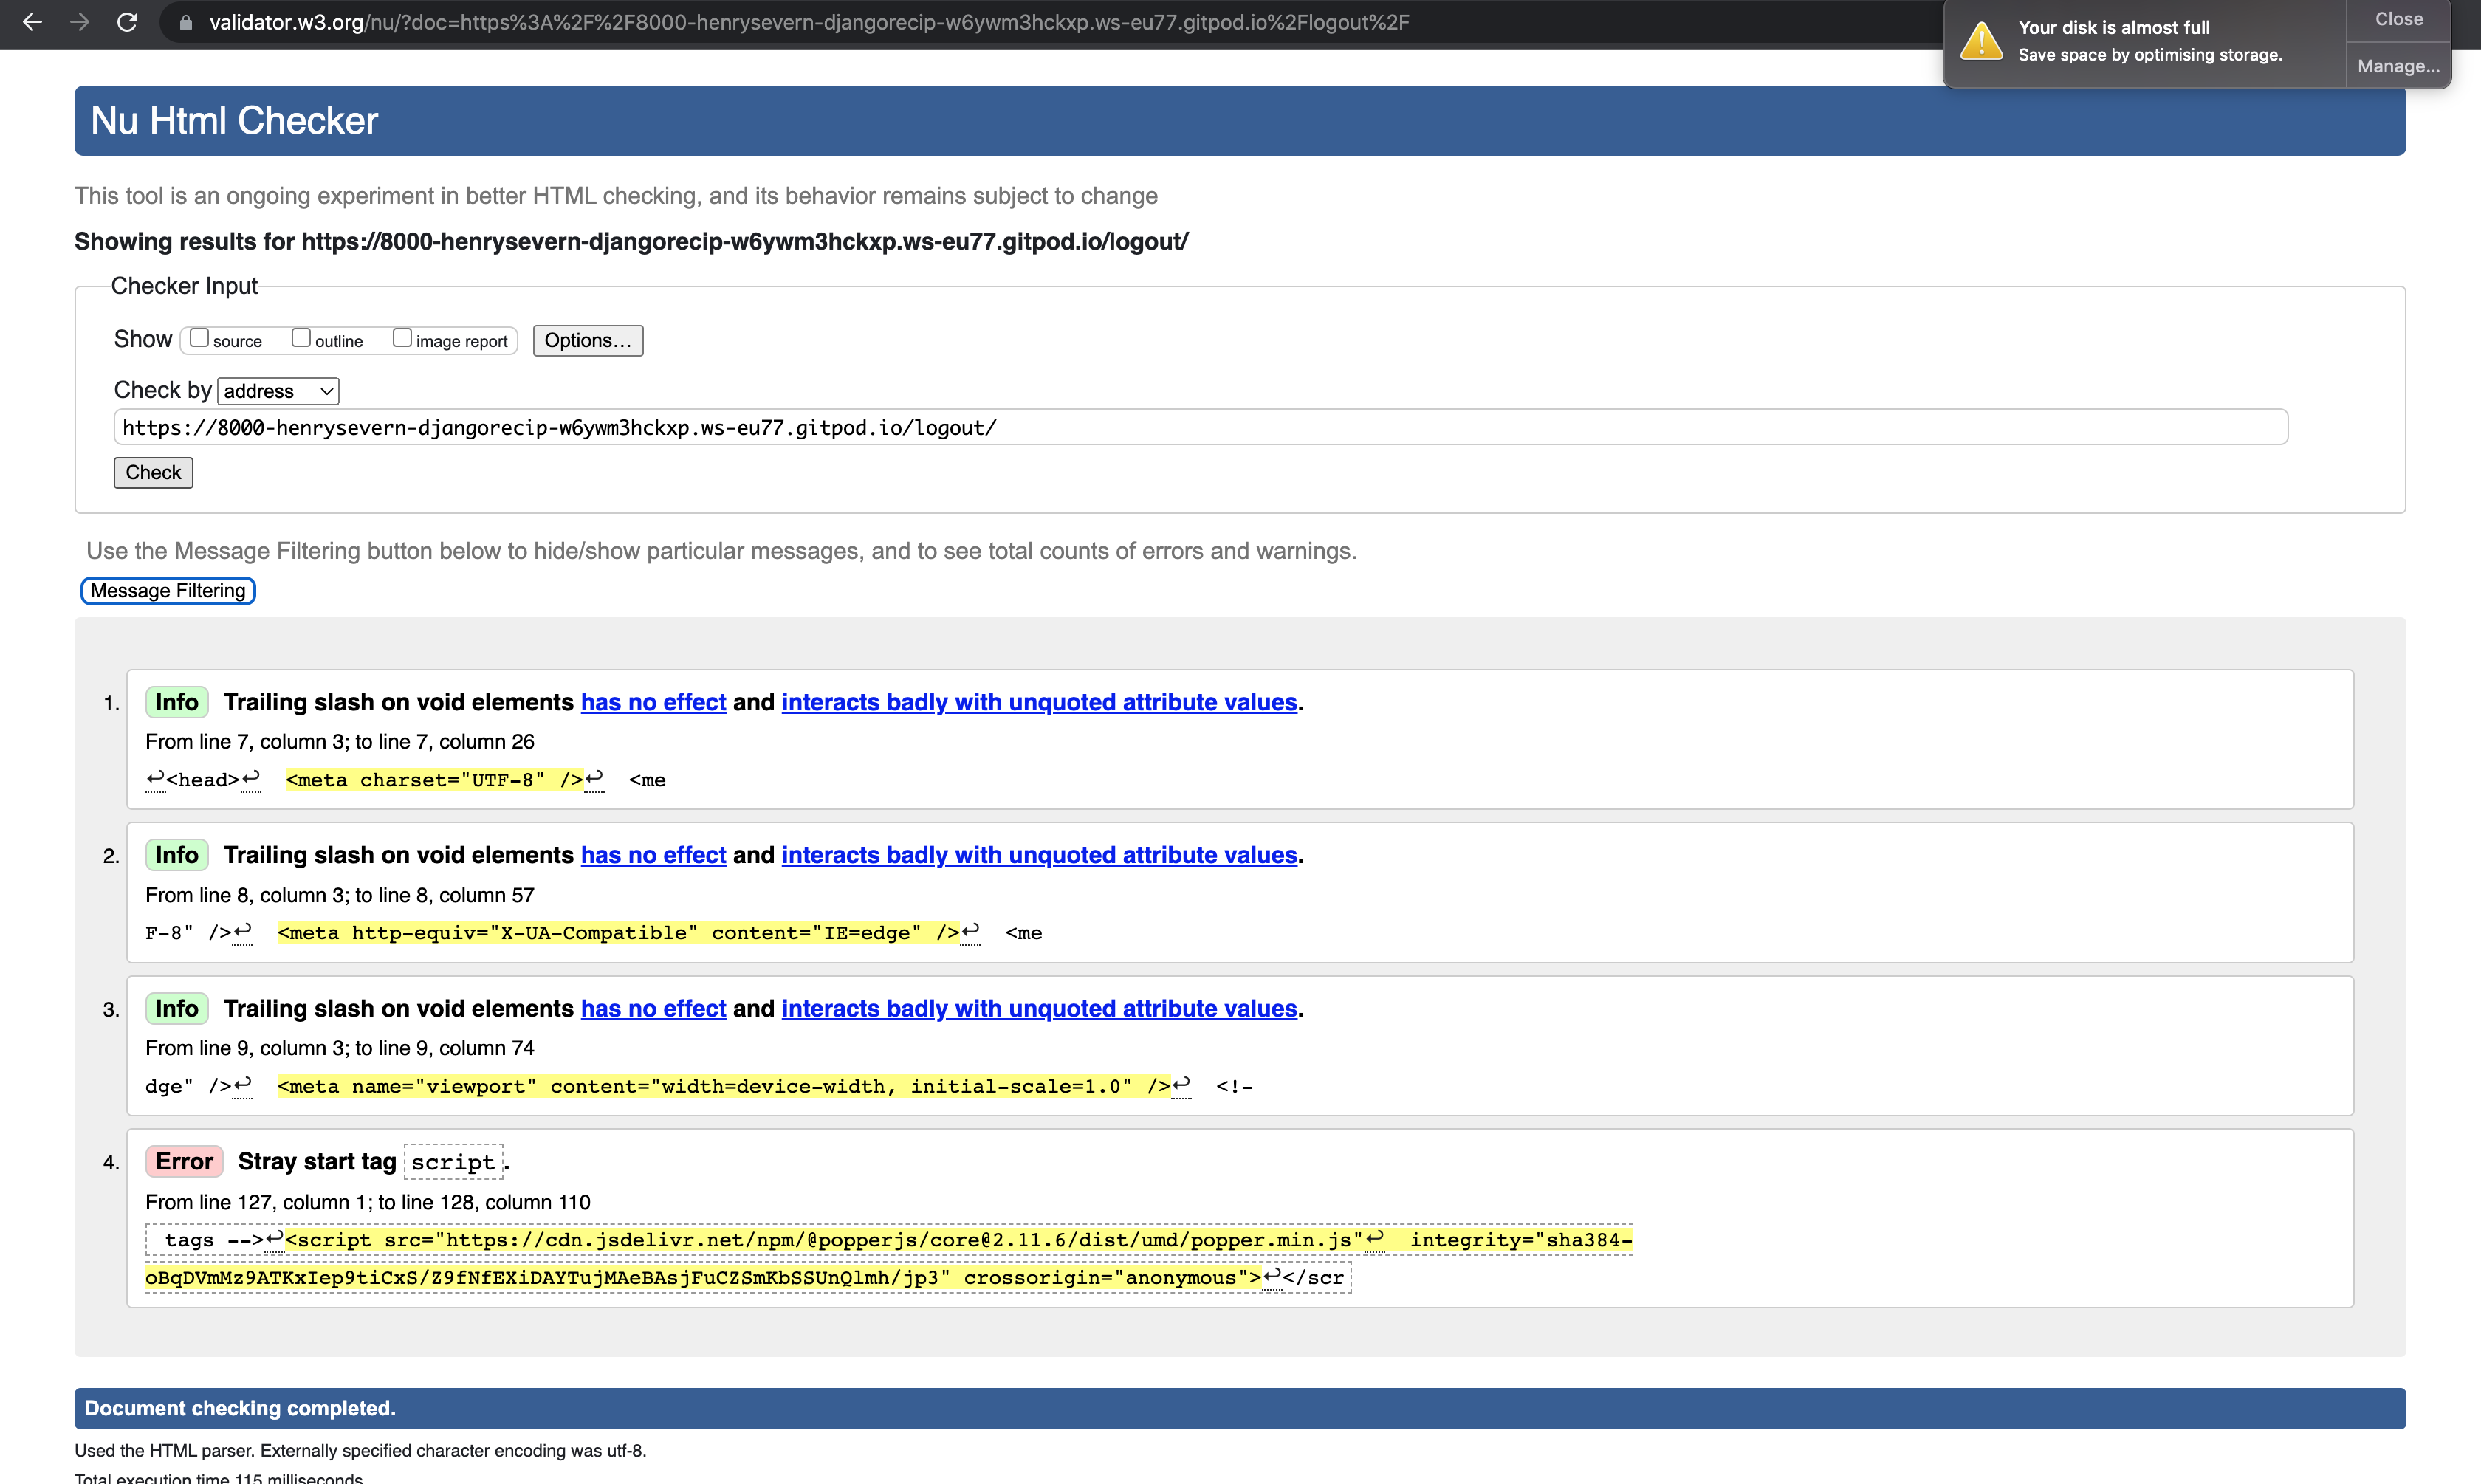 validator.w3.org/nu/?doc=https%3A%2F%2F8000-henrysevern-djangorecip-w6ywm3hckxp.ws-eu77.gitpod.io%2Flogout%2F
Your disk is almost full
Save space by optimising storage.
Close
Manage...
Nu Html Checker
This tool is an ongoing experiment in better HTML checking, and its behavior remains subject to change
Showing results for https://8000-henrysevern-djangorecip-w6ywm3hckxp.ws-eu77.gitpod.io/logout/
Checker Input
Show source outline image report Options...
Check by address
https://8000-henrysevern-djangorecip-w6ywm3hckxp.ws-eu77.gitpod.io/logout/
Check
Use the Message Filtering button below to hide/show particular messages, and to see total counts of errors and warnings.
Message Filtering
1. Info Trailing slash on void elements has no effect and interacts badly with unquoted attribute values.
From line 7, column 3; to line 7, column 26
↩<head>↩ <meta charset="UTF-8" />↩ <me
2. Info Trailing slash on void elements has no effect and interacts badly with unquoted attribute values.
From line 8, column 3; to line 8, column 57
F-8" />↩ <meta http-equiv="X-UA-Compatible" content="IE=edge" />↩ <me
3. Info Trailing slash on void elements has no effect and interacts badly with unquoted attribute values.
From line 9, column 3; to line 9, column 74
dge" />↩ <meta name="viewport" content="width=device-width, initial-scale=1.0" />↩ <!-
4. Error Stray start tag script.
From line 127, column 1; to line 128, column 110
tags -->↩<script src="https://cdn.jsdelivr.net/npm/@popperjs/core@2.11.6/dist/umd/popper.min.js"↩ integrity="sha384-
oBqDVmMz9ATKxIep9tiCxS/Z9fNfEXiDAYTujMAeBAsjFuCZSmKbSSUnQlmh/jp3" crossorigin="anonymous">↩</scr
Document checking completed.
Used the HTML parser. Externally specified character encoding was utf-8.
Total execution time 115 milliseconds.